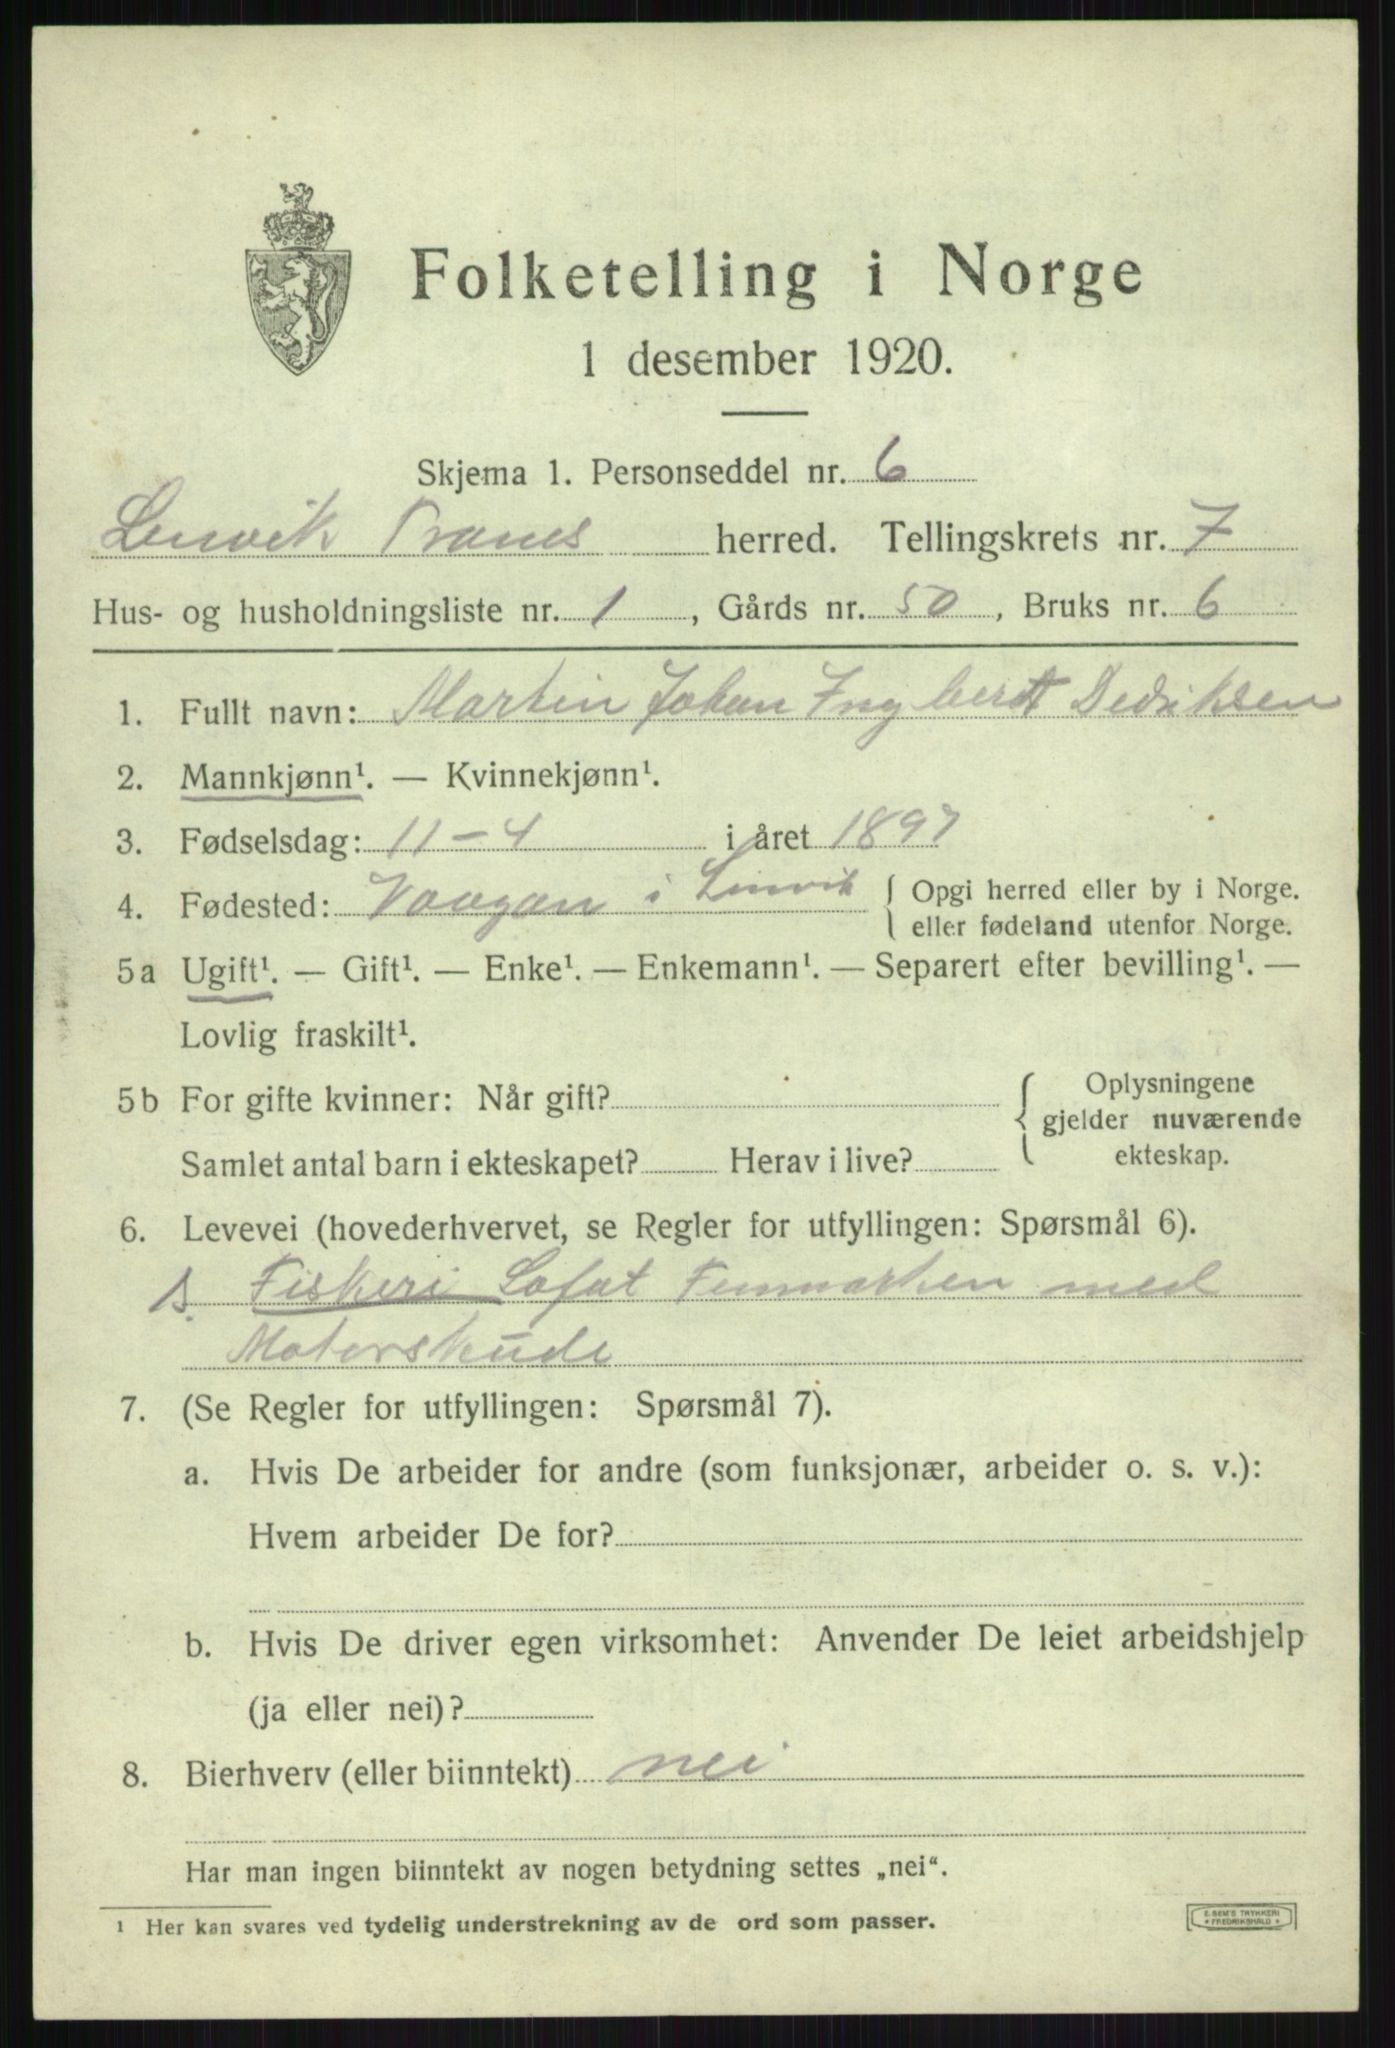 Folketelling i Norge
1 desember 1920.
Skjema 1. Personseddel nr. 6
Lenvik Tranes herred. Tellingskrets nr. 7
Hus- og husholdningsliste nr. 1, Gårds nr. 50, Bruks nr. 6
1. Fullt navn: Martin Johan Ingbert Dedriksen
2. Mannkjønn¹. — Kvinnekjønn¹.
3. Fødselsdag: 11-4 i året 1897
4. Fødested: Vaagan i Lenvik { Opgi herred eller by i Norge.
eller fødeland utenfor Norge.
5a Ugift¹. — Gift¹. — Enke¹. — Enkemann¹. — Separert efter bevilling¹. —
Lovlig fraskilt¹.
5b For gifte kvinner: Når gift? { Oplysningene
gjelder nuværende
Samlet antal barn i ekteskapet? Herav i live? ekteskap.
6. Levevei (hovederhvervet, se Regler for utfyllingen: Spørsmål 6).
Fiskeri Lofot Finmarken med
Motorskude
7. (Se Regler for utfyllingen: Spørsmål 7).
a. Hvis De arbeider for andre (som funksjonær, arbeider o. s. v.):
Hvem arbeider De for?
b. Hvis De driver egen virksomhet: Anvender De leiet arbeidshjelp
(ja eller nei)?
8. Bierhverv (eller biinntekt) nei
Har man ingen biinntekt av nogen betydning settes „nei“.
¹ Her kan svares ved tydelig understrekning av de ord som passer.
E. SEM'S TRYKKERI
* FREDRIKSHALD *